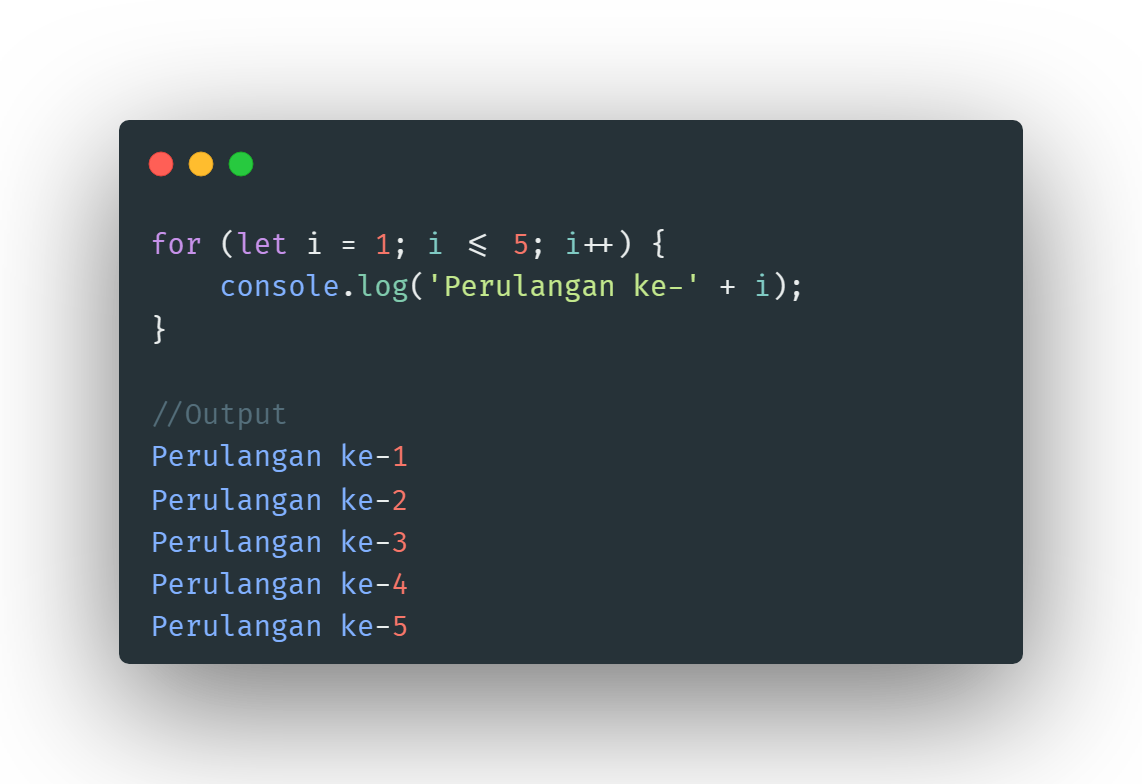 for (let i = 1; i <= 5; i++) {
    console.log('Perulangan ke-' + i);
}
//Output
Perulangan ke-1
Perulangan ke-2
Perulangan ke-3
Perulangan ke-4
Perulangan ke-5